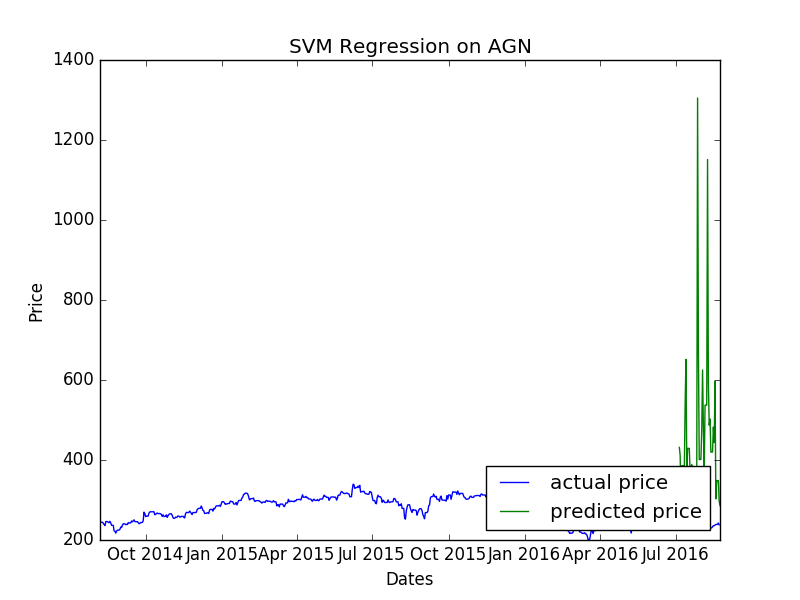 SVM Regression on AGN
1400
1200
1000
800
600
400
200
Price
actual price
predicted price
Oct 2014 Jan 2015 Apr 2015 Jul 2015 Oct 2015 Jan 2016 Apr 2016 Jul 2016
Dates